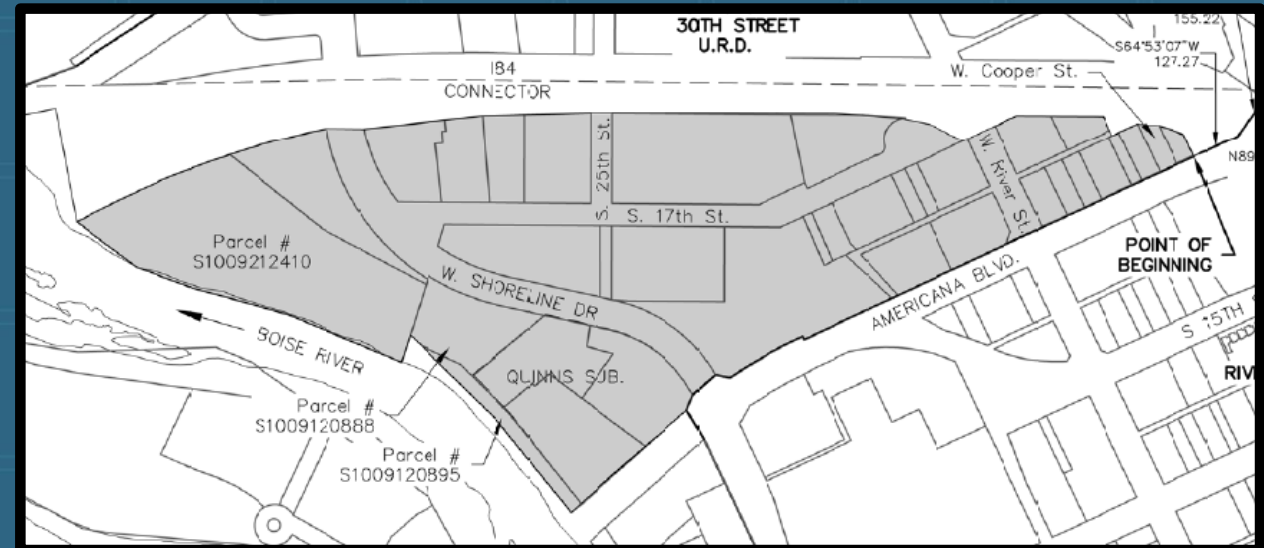 30TH STREET
U.R.D.
155.22
S64°53'07"W
127.27
W. Cooper St.
I84
CONNECTOR
N89
S. 25th St.
W. River St.
S. 17th St.
Parcel #
S1009212410
POINT OF
BEGINNING
W. SHORELINE DR
AMERICANA BLVD.
BOISE RIVER
S 15TH S
QUINNS SUB.
RIV
Parcel #
S1009120888
Parcel #
S1009120895